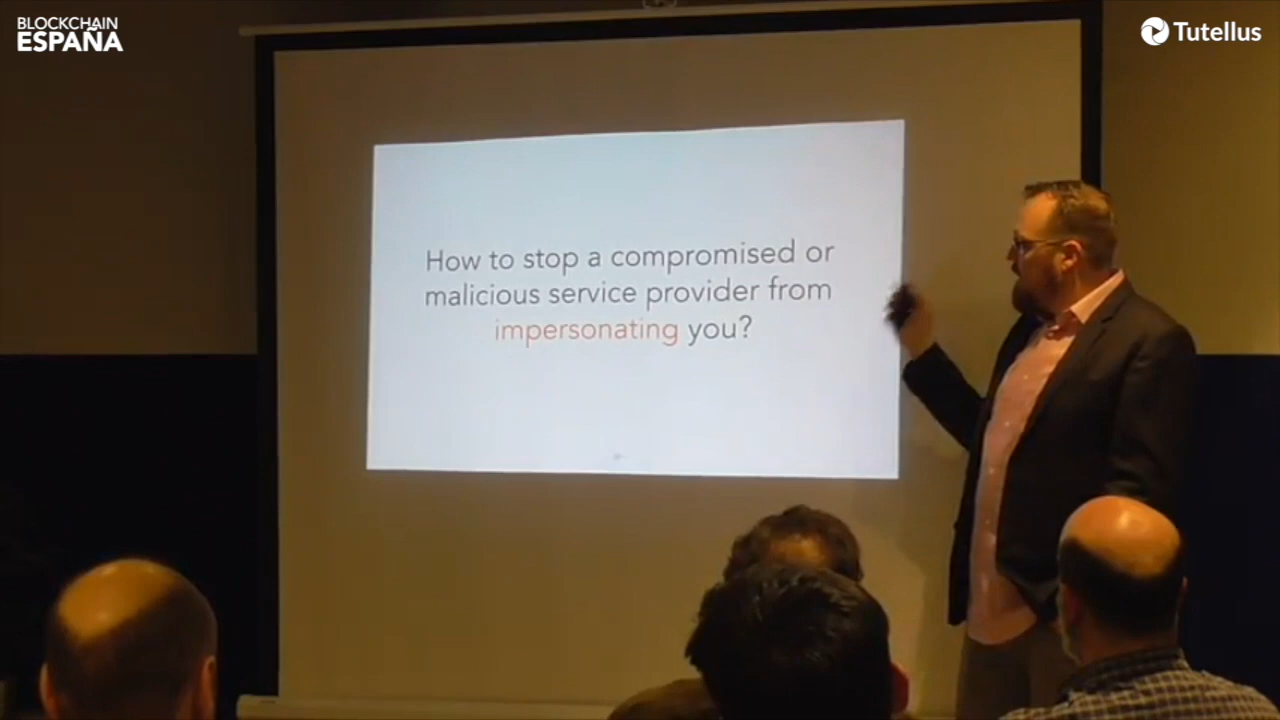 BLOCKCHAIN
ESPAÑA
Tutellus
How to stop a compromised or
malicious service provider from
impersonating you?